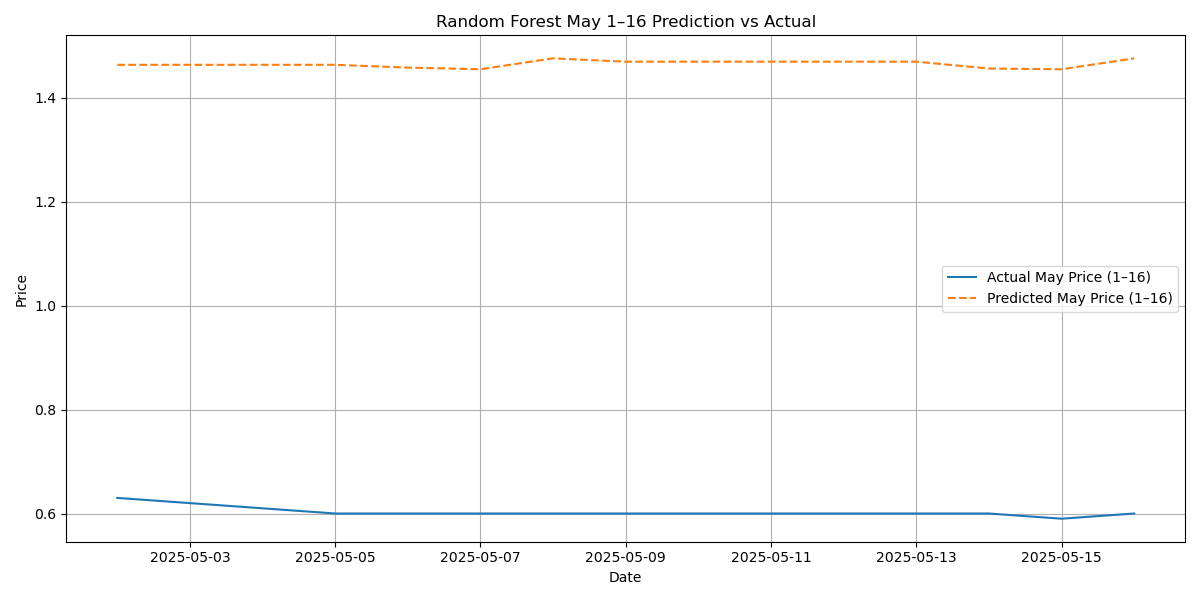 Random Forest May 1–16 Prediction vs Actual
Price
1.4
1.2
1.0
0.8
0.6
Actual May Price (1–16)
Predicted May Price (1–16)
2025-05-03 2025-05-05 2025-05-07 2025-05-09 2025-05-11 2025-05-13 2025-05-15
Date